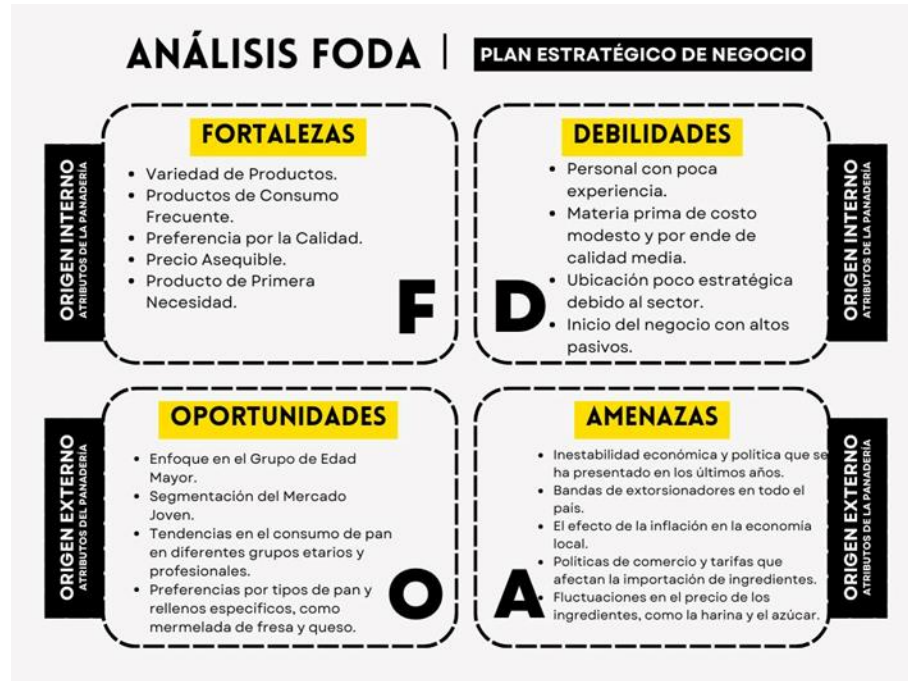 ANÁLISIS FODA | PLAN ESTRATÉGICO DE NEGOCIO
ORIGEN INTERNO
ATRIBUTOS DE LA PANADERÍA
FORTALEZAS
• Variedad de Productos.
• Productos de Consumo
Frecuente.
• Preferencia por la Calidad.
• Precio Asequible.
• Producto de Primera
Necesidad.
F
DEBILIDADES
• Personal con poca
experiencia.
• Materia prima de costo
modesto y por ende de
calidad media.
• Ubicación poco estratégica
debido al sector.
• Inicio del negocio con altos
pasivos.
D
ORIGEN INTERNO
ATRIBUTOS DE LA PANADERÍA
ORIGEN EXTERNO
ATRIBUTOS DEL PANADERÍA
OPORTUNIDADES
• Enfoque en el Grupo de Edad
Mayor.
• Segmentación del Mercado
Joven.
• Tendencias en el consumo de pan
en diferentes grupos etarios y
profesionales.
• Preferencias por tipos de pan y
rellenos específicos, como
mermelada de fresa y queso.
O
AMENAZAS
• Inestabilidad económica y política que se
ha presentado en los últimos años.
• Bandas de extorsionadores en todo el
país.
• El efecto de la inflación en la economía
local.
• Políticas de comercio y tarifas que
afectan la importación de ingredientes.
• Fluctuaciones en el precio de los
ingredientes, como la harina y el azúcar.
A
ORIGEN EXTERNO
ATRIBUTOS DE LA PANADERÍA